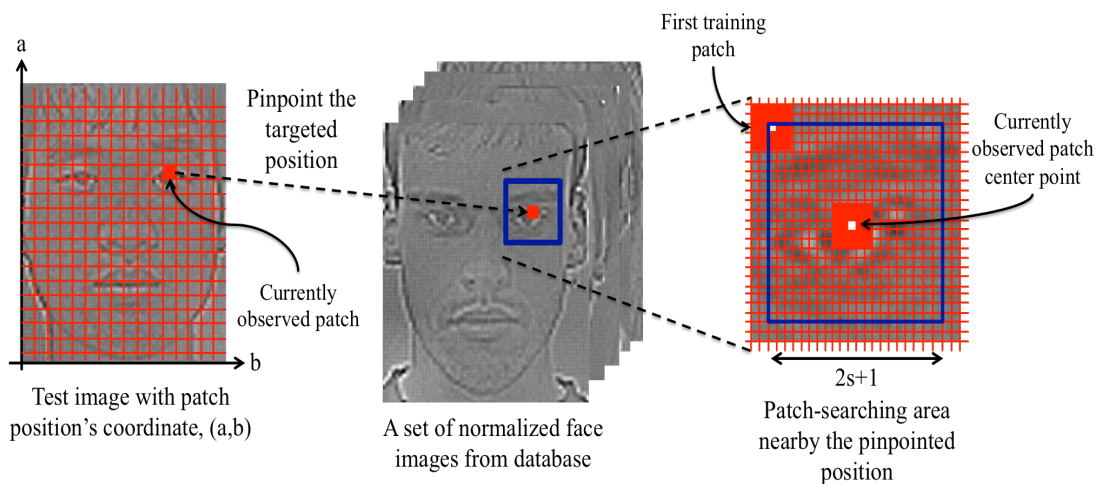 a
Pinpoint the
targeted
position
Currently
observed patch
b
Test image with patch
position's coordinate, (a,b)
A set of normalized face
images from database
First training
patch
Currently
observed patch
center point
2s+1
Patch-searching area
nearby the pinpointed
position